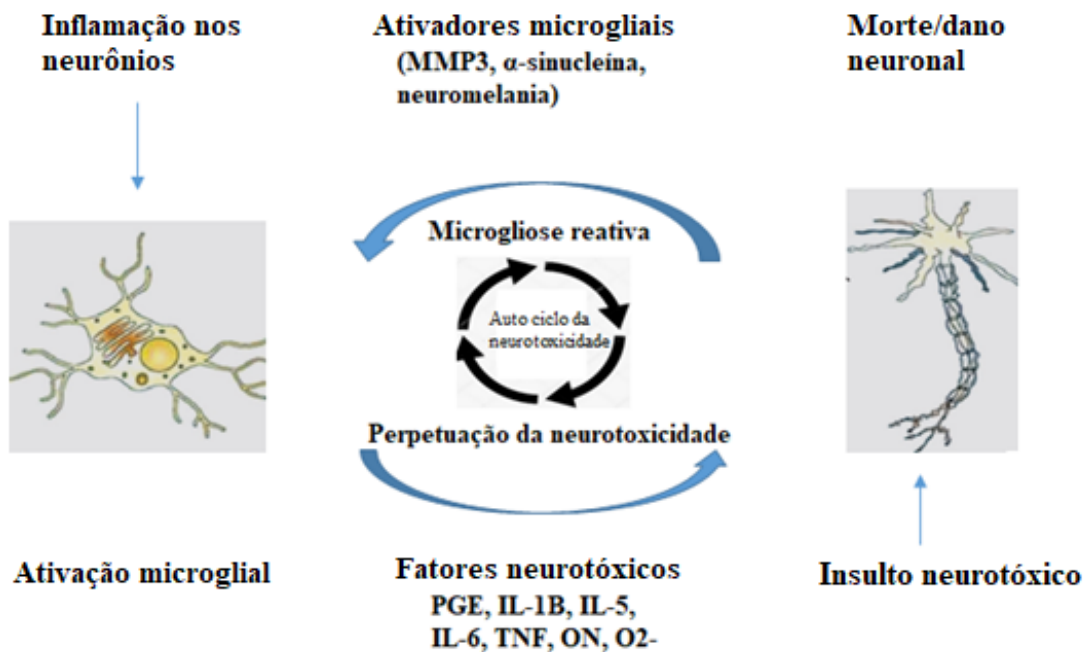 Inflamação nos
neurônios
Ativadores microgliais
(MMP3, α-sinucleína,
neuromelania)
Morte/dano
neuronal
Microgliose reativa
Auto ciclo da
neurotoxicidade
Perpetuação da neurotoxicidade
Ativação microglial
Fatores neurotóxicos
PGE, IL-1B, IL-5,
IL-6, TNF, ON, O2-
Insulto neurotóxico